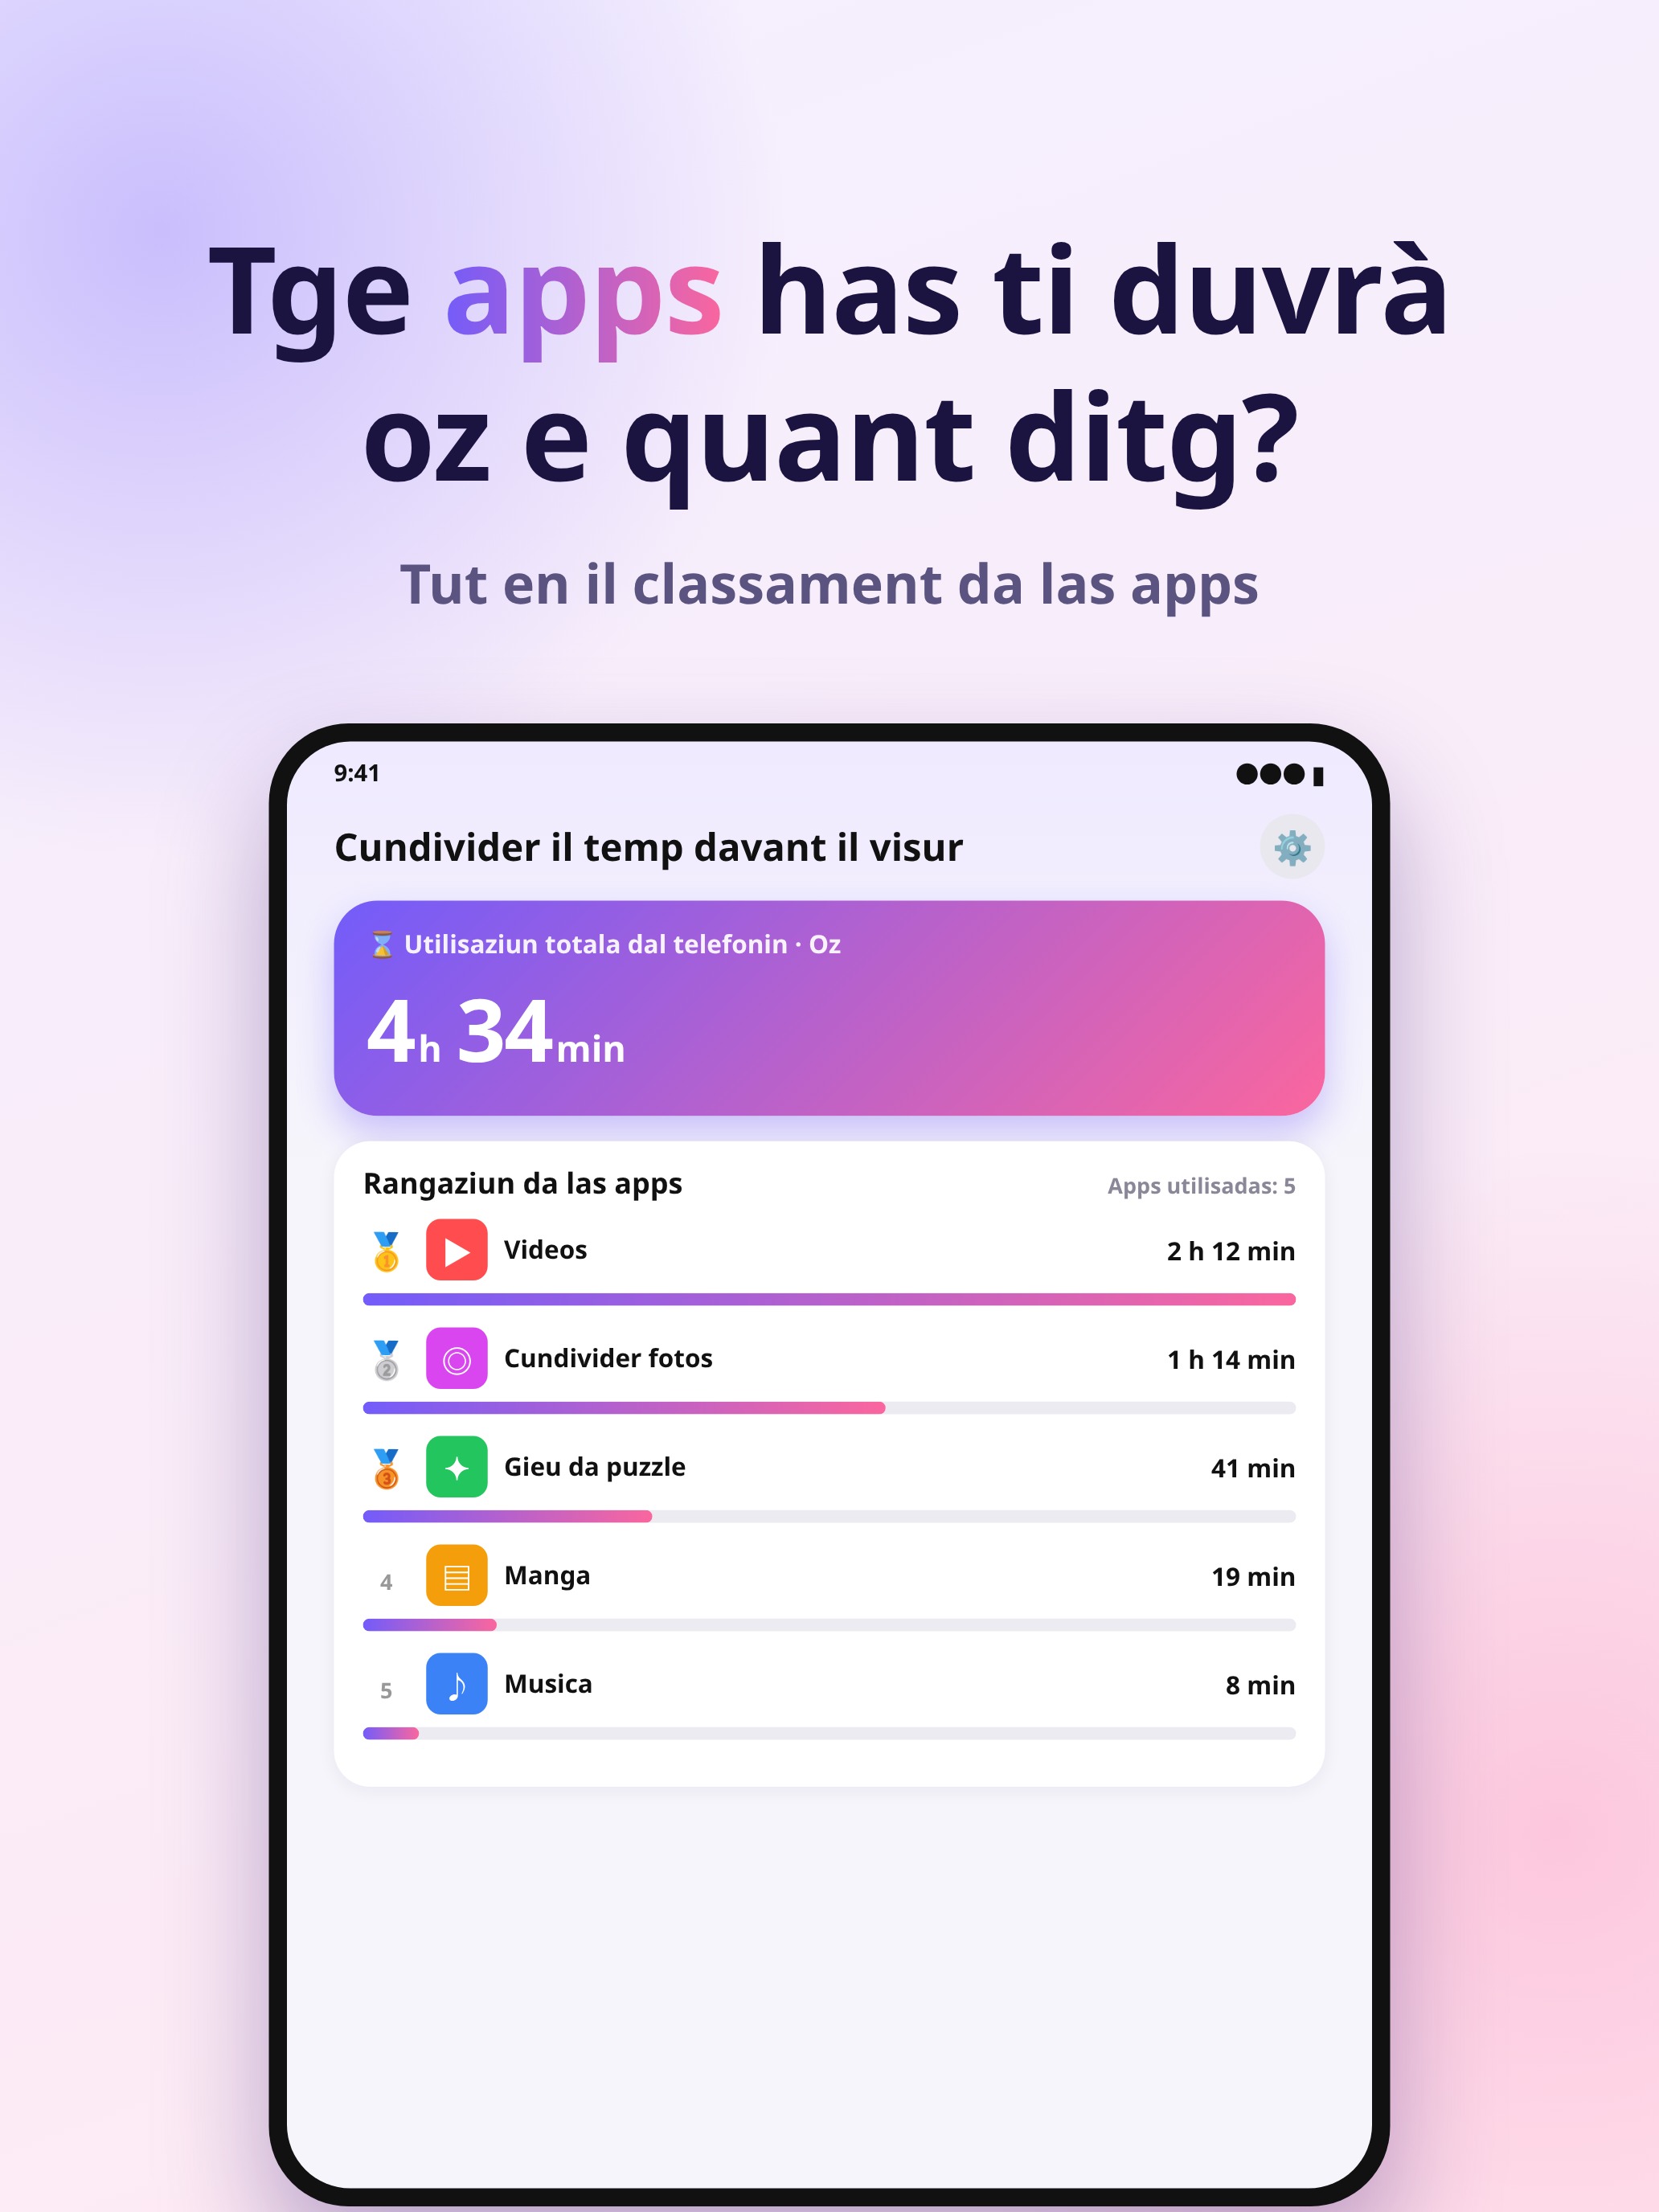 Tge apps has ti duvrà
oz e quant ditg?
Tut en il classament da las apps
9:41
Cundivider il temp davant il visur
⌛ Utilisaziun totala dal telefonin · Oz
4h 34min
Rangaziun da las apps
Apps utilisadas: 5
Videos
2 h 12 min
Cundivider fotos
1 h 14 min
Gieu da puzzle
41 min
4
Manga
19 min
5
Musica
8 min